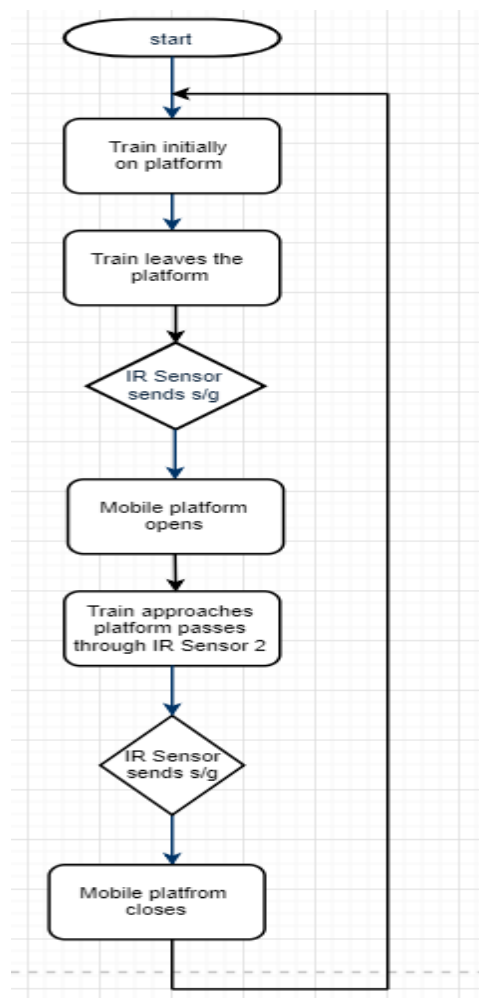 start
Train initially
on platform
Train leaves the
platform
IR Sensor
sends s/g
Mobile platform
opens
Train approaches
platform passes
through IR Sensor 2
IR Sensor
sends s/g
Mobile platfrom
closes